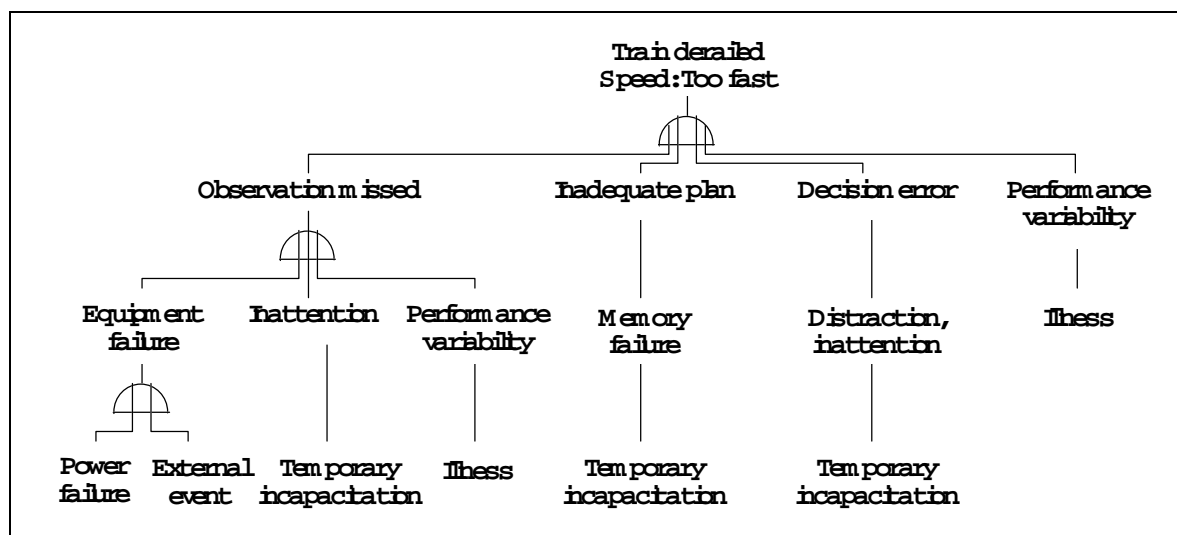 Train derailed
Speed: Too fast
Observation missed
Inadequate plan
Decision error
Performance
variability
Equipment
failure
Inattention
Performance
variability
Memory
failure
Distraction,
inattention
Illness
Power
failure
External
event
Temporary
incapacitation
Illness
Temporary
incapacitation
Temporary
incapacitation